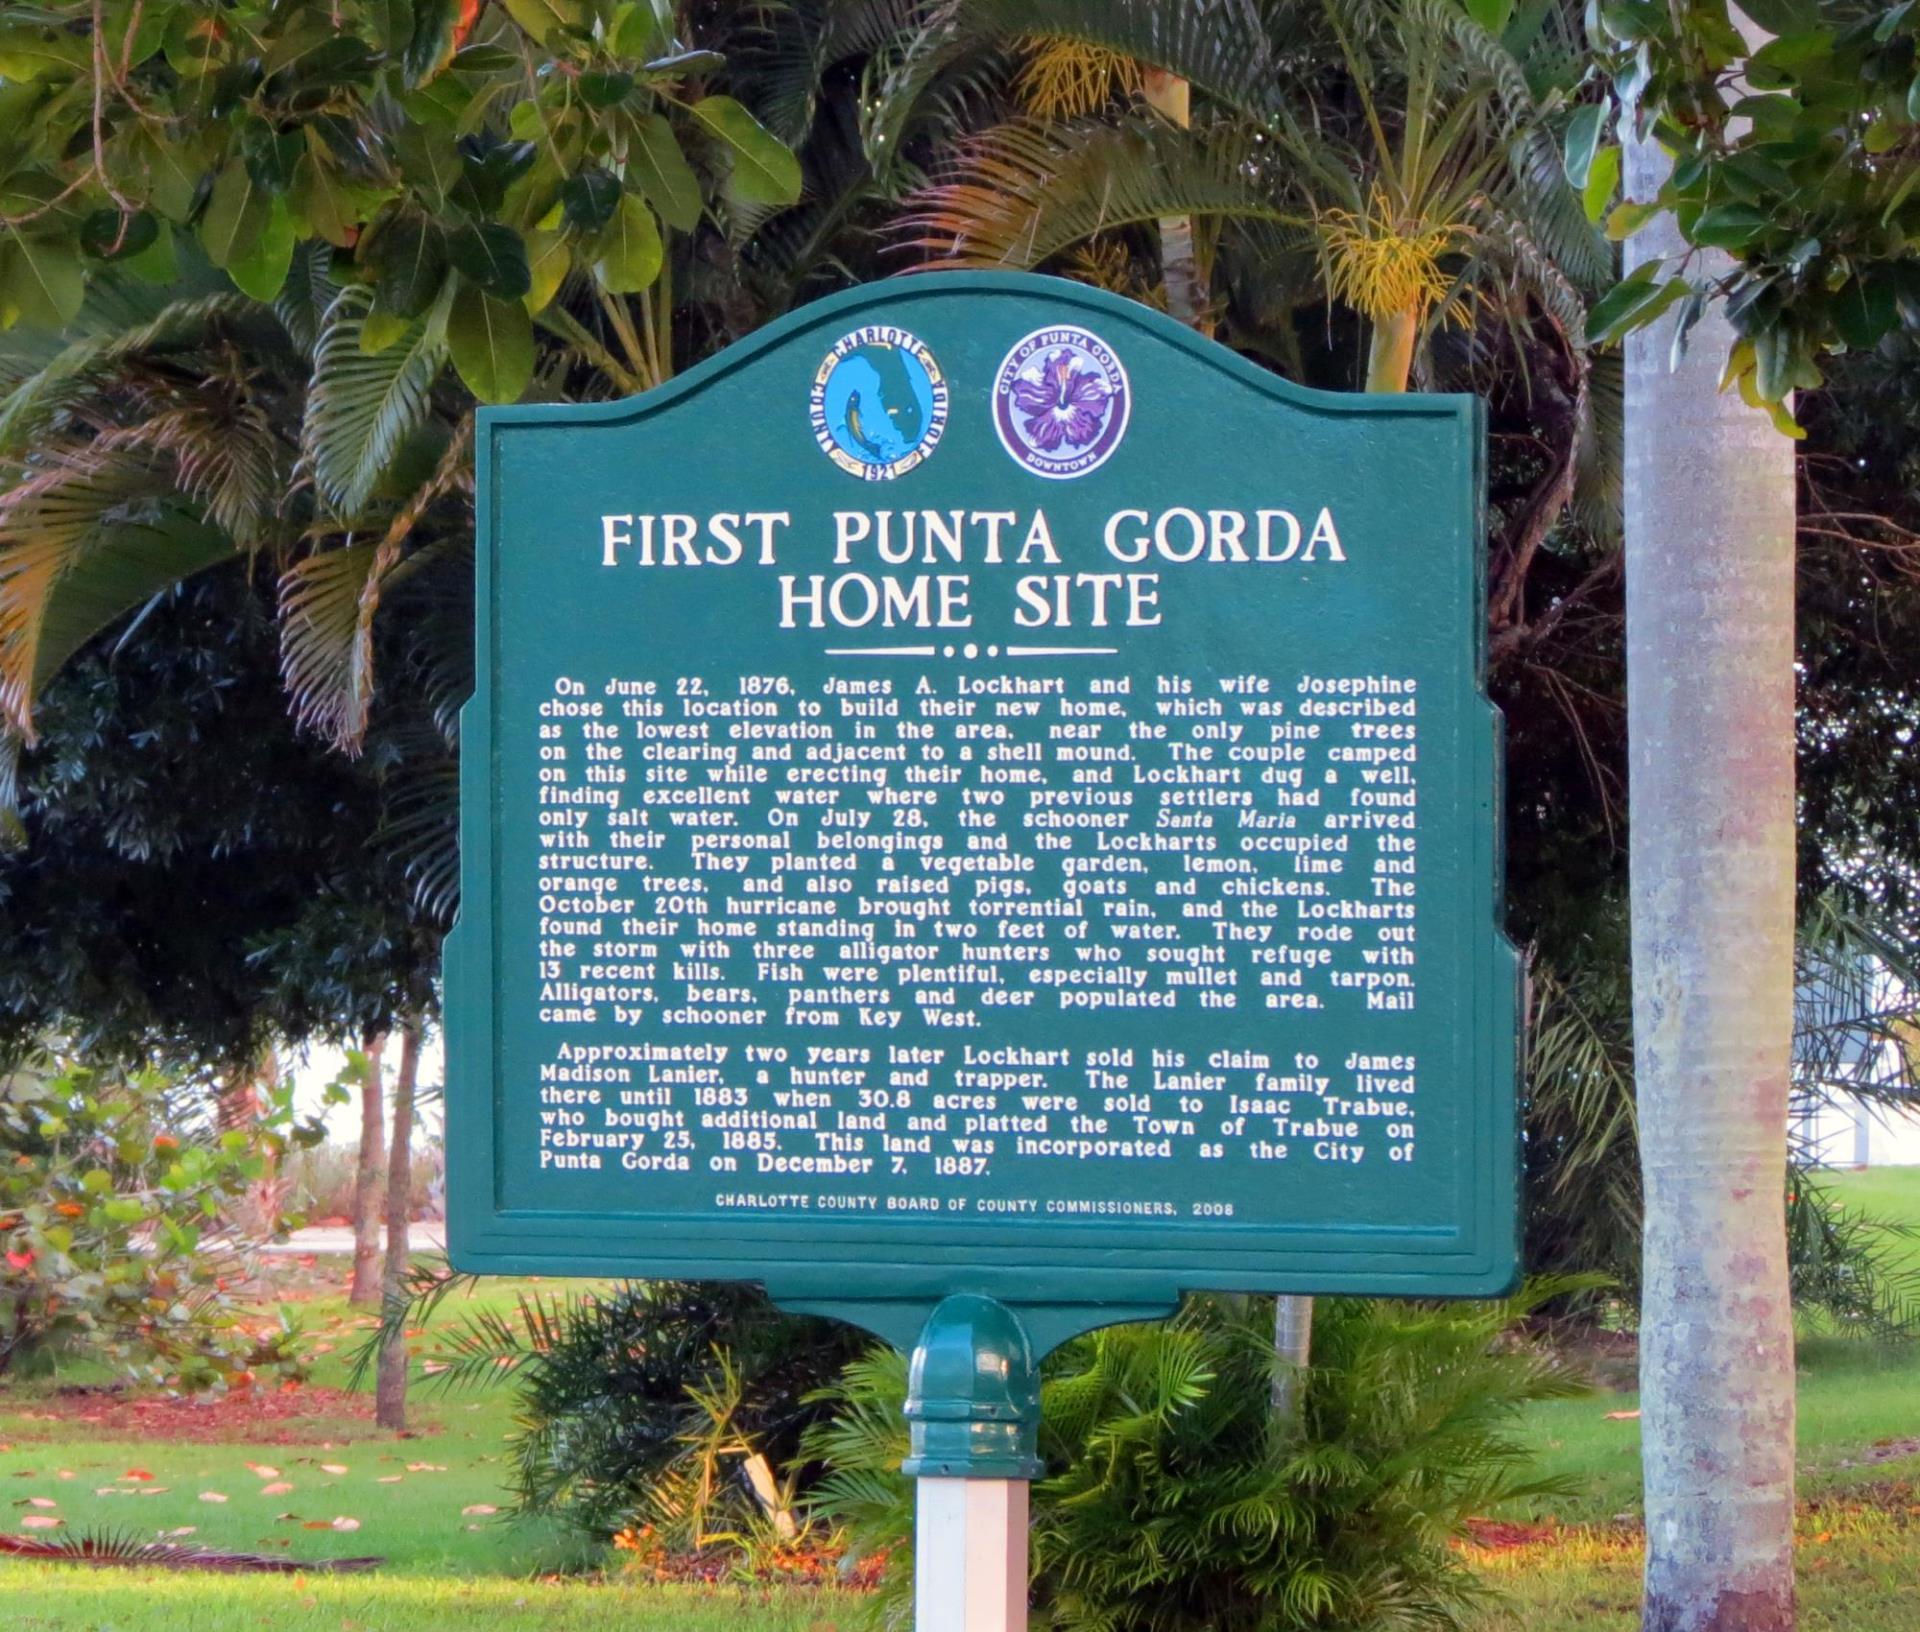 CHARLOTTE COUNTY FLORIDA
1921
CITY OF PUNTA GORDA
DOWNTOWN
FIRST PUNTA GORDA
HOME SITE
On June 22, 1876, James A. Lockhart and his wife Josephine
chose this location to build their new home, which was described
as the lowest elevation in the area, near the only pine trees
on the clearing and adjacent to a shell mound. The couple camped
on this site while erecting their home, and Lockhart dug a well,
finding excellent water where two previous settlers had found
only salt water. On July 28, the schooner Santa Maria arrived
with their personal belongings and the Lockharts occupied the
structure. They planted a vegetable garden, lemon, lime and
orange trees, and also raised pigs, goats and chickens. The
October 20th hurricane brought torrential rain, and the Lockharts
found their home standing in two feet of water. They rode out
the storm with three alligator hunters who sought refuge with
13 recent kills. Fish were plentiful, especially mullet and tarpon.
Alligators, bears, panthers and deer populated the area. Mail
came by schooner from Key West.
Approximately two years later Lockhart sold his claim to James
Madison Lanier, a hunter and trapper. The Lanier family lived
there until 1883 when 30.8 acres were sold to Isaac Trabue,
who bought additional land and platted the Town of Trabue on
February 25, 1885. This land was incorporated as the City of
Punta Gorda on December 7, 1887.
CHARLOTTE COUNTY BOARD OF COUNTY COMMISSIONERS, 2008